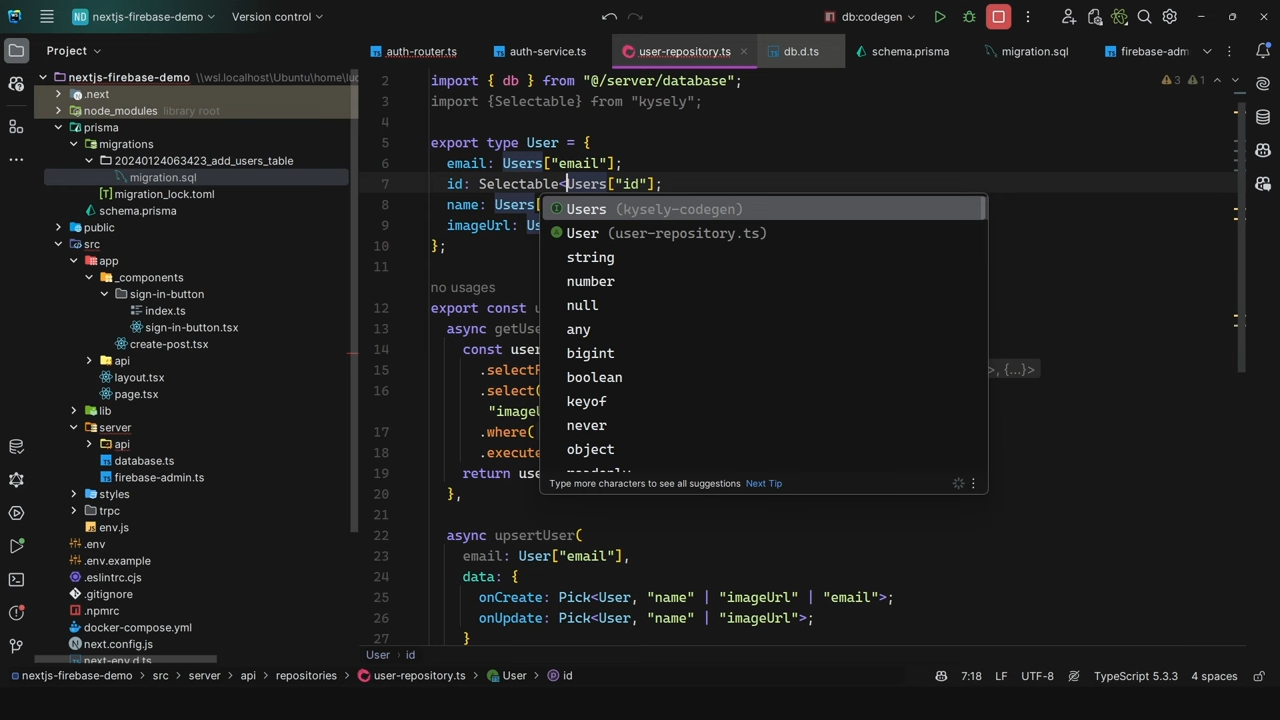 ND nextjs-firebase-demo Version control db:codegen
Project
auth-router.ts auth-service.ts user-repository.ts db.d.ts schema.prisma migration.sql firebase-adm
nextjs-firebase-demo \\wsl.localhost\Ubuntu\home\luc
.next
node_modules library root
prisma
migrations
20240124063423_add_users_table
migration.sql
migration_lock.toml
schema.prisma
public
src
app
_components
sign-in-button
index.ts
sign-in-button.tsx
create-post.tsx
api
layout.tsx
page.tsx
lib
server
api
database.ts
firebase-admin.ts
styles
trpc
env.js
.env
.env.example
.eslintrc.cjs
.gitignore
.npmrc
docker-compose.yml
next.config.js
next-env.d.ts
2 import { db } from "@/server/database";
3 import {Selectable} from "kysely";
4
5 export type User = {
6 email: Users["email"];
7 id: Selectable<Users["id"];
8 name: Users[
9 imageUrl: Us
10 };
11
no usages
12 export const u
13 async getUse
14 const user
15 .selectF
16 .select(
"imageU
17 .where(
18 .execute
19 return use
20 },
21
22 async upsertUser(
23 email: User["email"],
24 data: {
25 onCreate: Pick<User, "name" | "imageUrl" | "email">;
26 onUpdate: Pick<User, "name" | "imageUrl">;
27 }
3 1
>,{...}>
Users (kysely-codegen)
User (user-repository.ts)
string
number
null
any
bigint
boolean
keyof
never
object
readonly
Type more characters to see all suggestions Next Tip
User id
nextjs-firebase-demo src server api repositories user-repository.ts User id 7:18 LF UTF-8 TypeScript 5.3.3 4 spaces